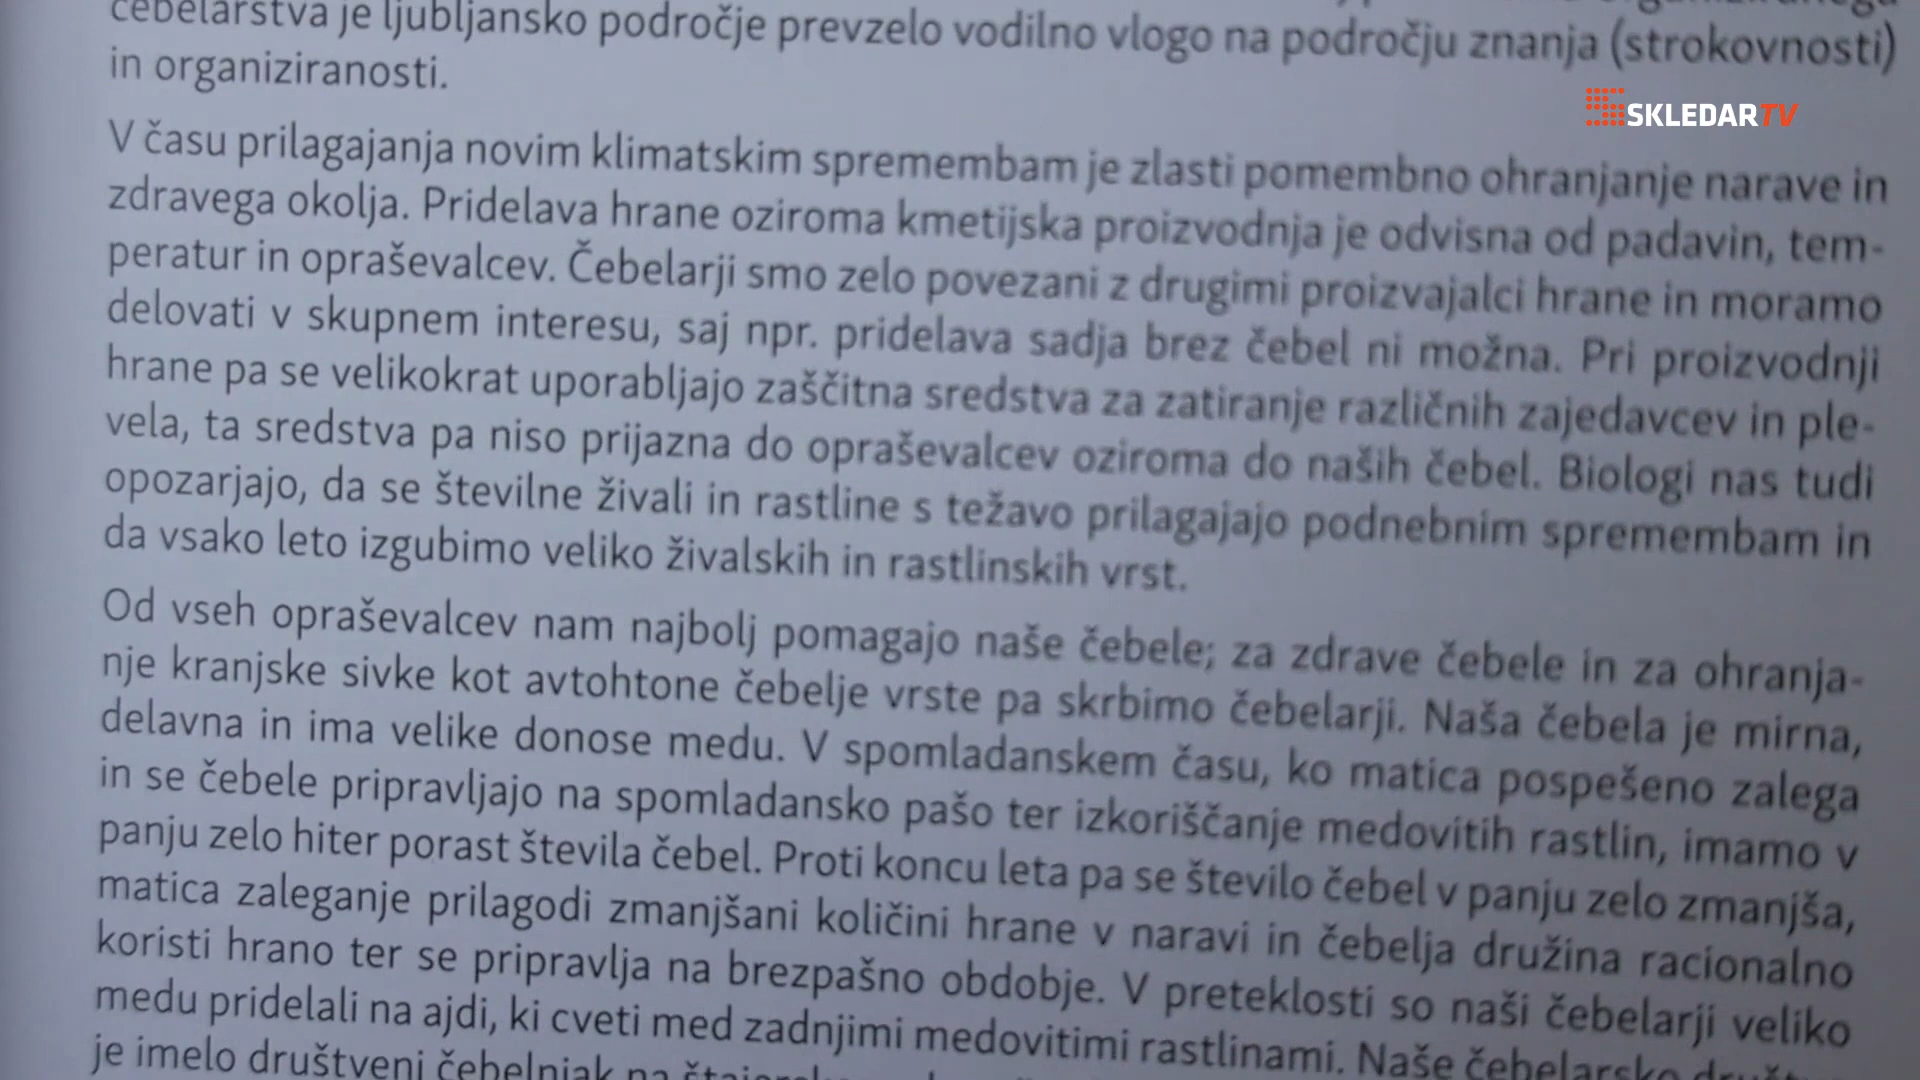 čebelarstva je ljubljansko področje prevzelo vodilno vlogo na področju znanja (strokovnosti)
in organiziranosti.
SKLEDARTV
V času prilagajanja novim klimatskim spremembam je zlasti pomembno ohranjanje narave in
zdravega okolja. Pridelava hrane oziroma kmetijska proizvodnja je odvisna od padavin, tem-
peratur in opraševalcev. Čebelarji smo zelo povezani z drugimi proizvajalci hrane in moramo
delovati v skupnem interesu, saj npr. pridelava sadja brez čebel ni možna. Pri proizvodnji
hrane pa se velikokrat uporabljajo zaščitna sredstva za zatiranje različnih zajedavcev in ple-
vela, ta sredstva pa niso prijazna do opraševalcev oziroma do naših čebel. Biologi nas tudi
opozarjajo, da se številne živali in rastline s težavo prilagajajo podnebnim spremembam in
da vsako leto izgubimo veliko živalskih in rastlinskih vrst.
Od vseh opraševalcev nam najbolj pomagajo naše čebele; za zdrave čebele in za ohranja-
nje kranjske sivke kot avtohtone čebelje vrste pa skrbimo čebelarji. Naša čebela je mirna,
delavna in ima velike donose medu. V spomladanskem času, ko matica pospešeno zalega
in se čebele pripravljajo na spomladansko pašo ter izkoriščanje medovitih rastlin, imamo v
panju zelo hiter porast števila čebel. Proti koncu leta pa se število čebel v panju zelo zmanjša,
matica zaleganje prilagodi zmanjšani količini hrane v naravi in čebelja družina racionalno
koristi hrano ter se pripravlja na brezpašno obdobje. V preteklosti so naši čebelarji veliko
medu pridelali na ajdi, ki cveti med zadnjimi medovitimi rastlinami. Naše čebelarsko
je imelo društveni čebelnjak na